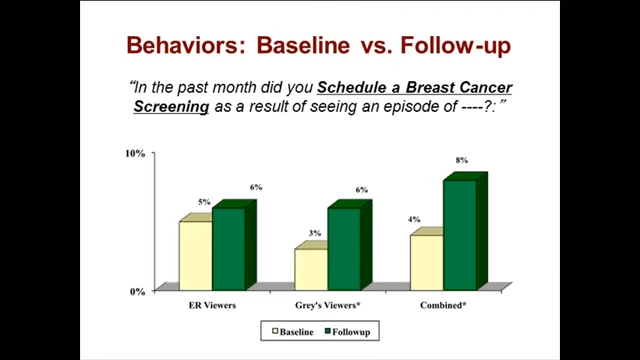 Behaviors: Baseline vs. Follow-up
“In the past month did you Schedule a Breast Cancer
Screening as a result of seeing an episode of ----?:”
10%
0%
5%
6%
3%
6%
4%
8%
ER Viewers
Grey's Viewers*
Combined*
Baseline
Followup